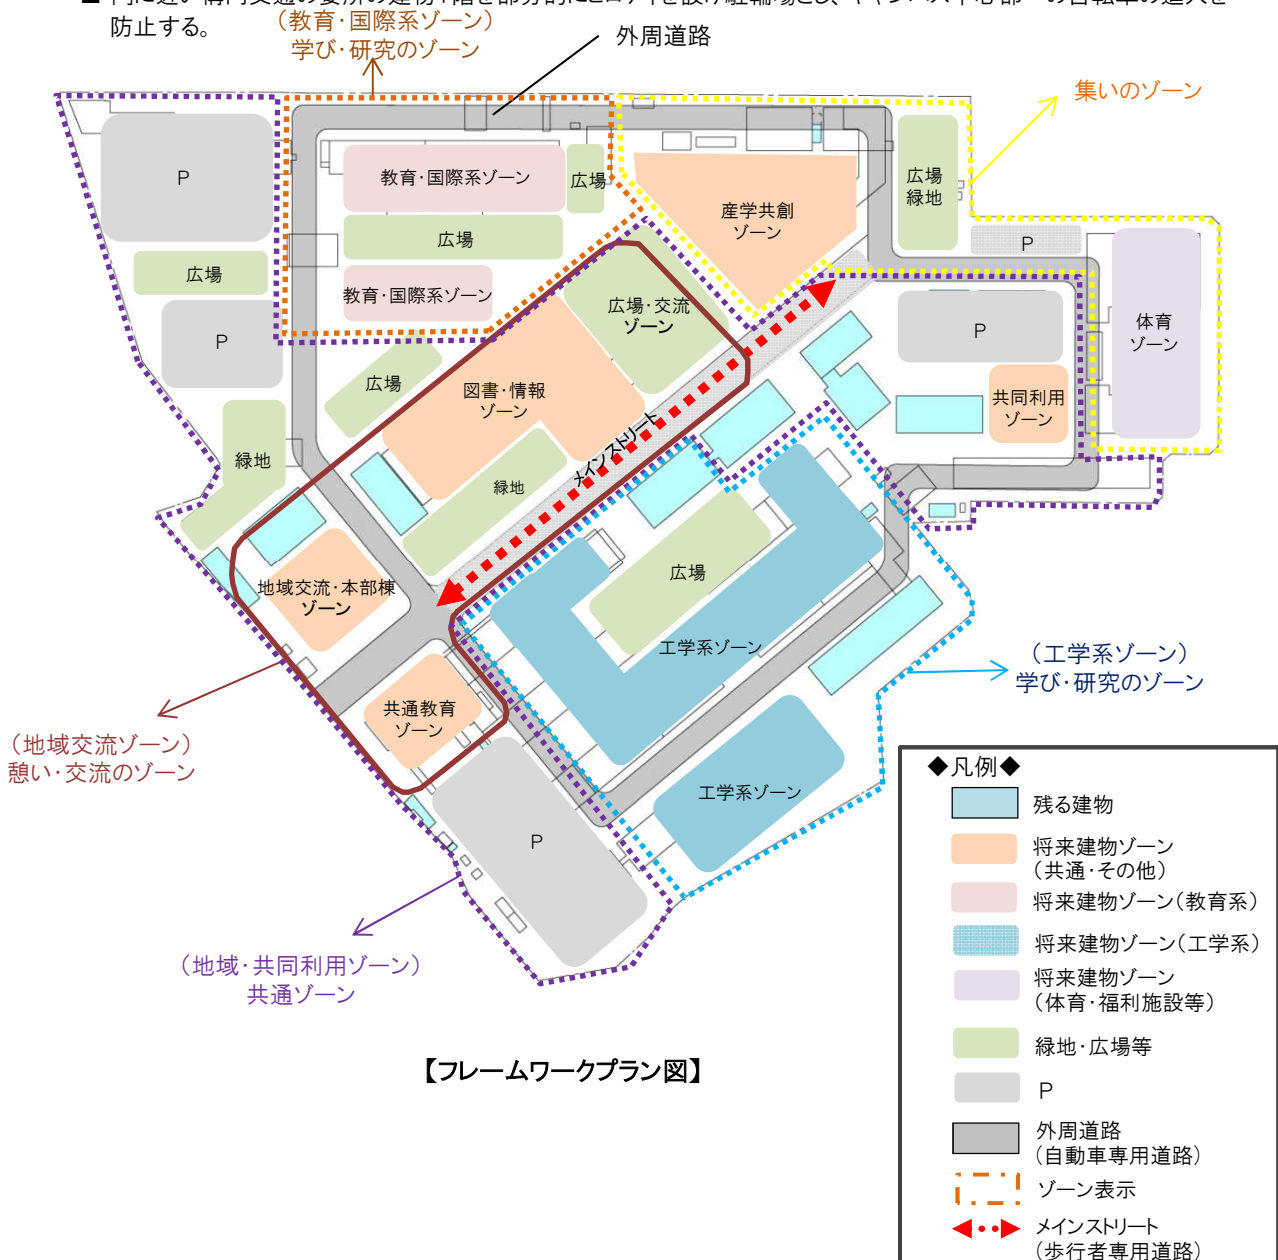 防止する。
(教育・国際系ゾーン)
学び・研究のゾーン
外周道路
集いのゾーン
P
教育・国際系ゾーン
広場
広場
緑地
産学共創
ゾーン
広場
P
広場
教育・国際系ゾーン
広場・交流
ゾーン
P
P
体育
ゾーン
広場
図書・情報
ゾーン
共同利用
ゾーン
メインストリート
緑地
緑地
広場
地域交流・本部棟
ゾーン
工学系ゾーン
(工学系ゾーン)
学び・研究のゾーン
共通教育
ゾーン
(地域交流ゾーン)
憩い・交流のゾーン
工学系ゾーン
P
(地域・共同利用ゾーン)
共通ゾーン
【フレームワークプラン図】
◆凡例◆
残る建物
将来建物ゾーン
(共通・その他)
将来建物ゾーン(教育系)
将来建物ゾーン(工学系)
将来建物ゾーン
(体育・福利施設等)
緑地・広場等
P
外周道路
(自動車専用道路)
ゾーン表示
メインストリート
(歩行者専用道路)